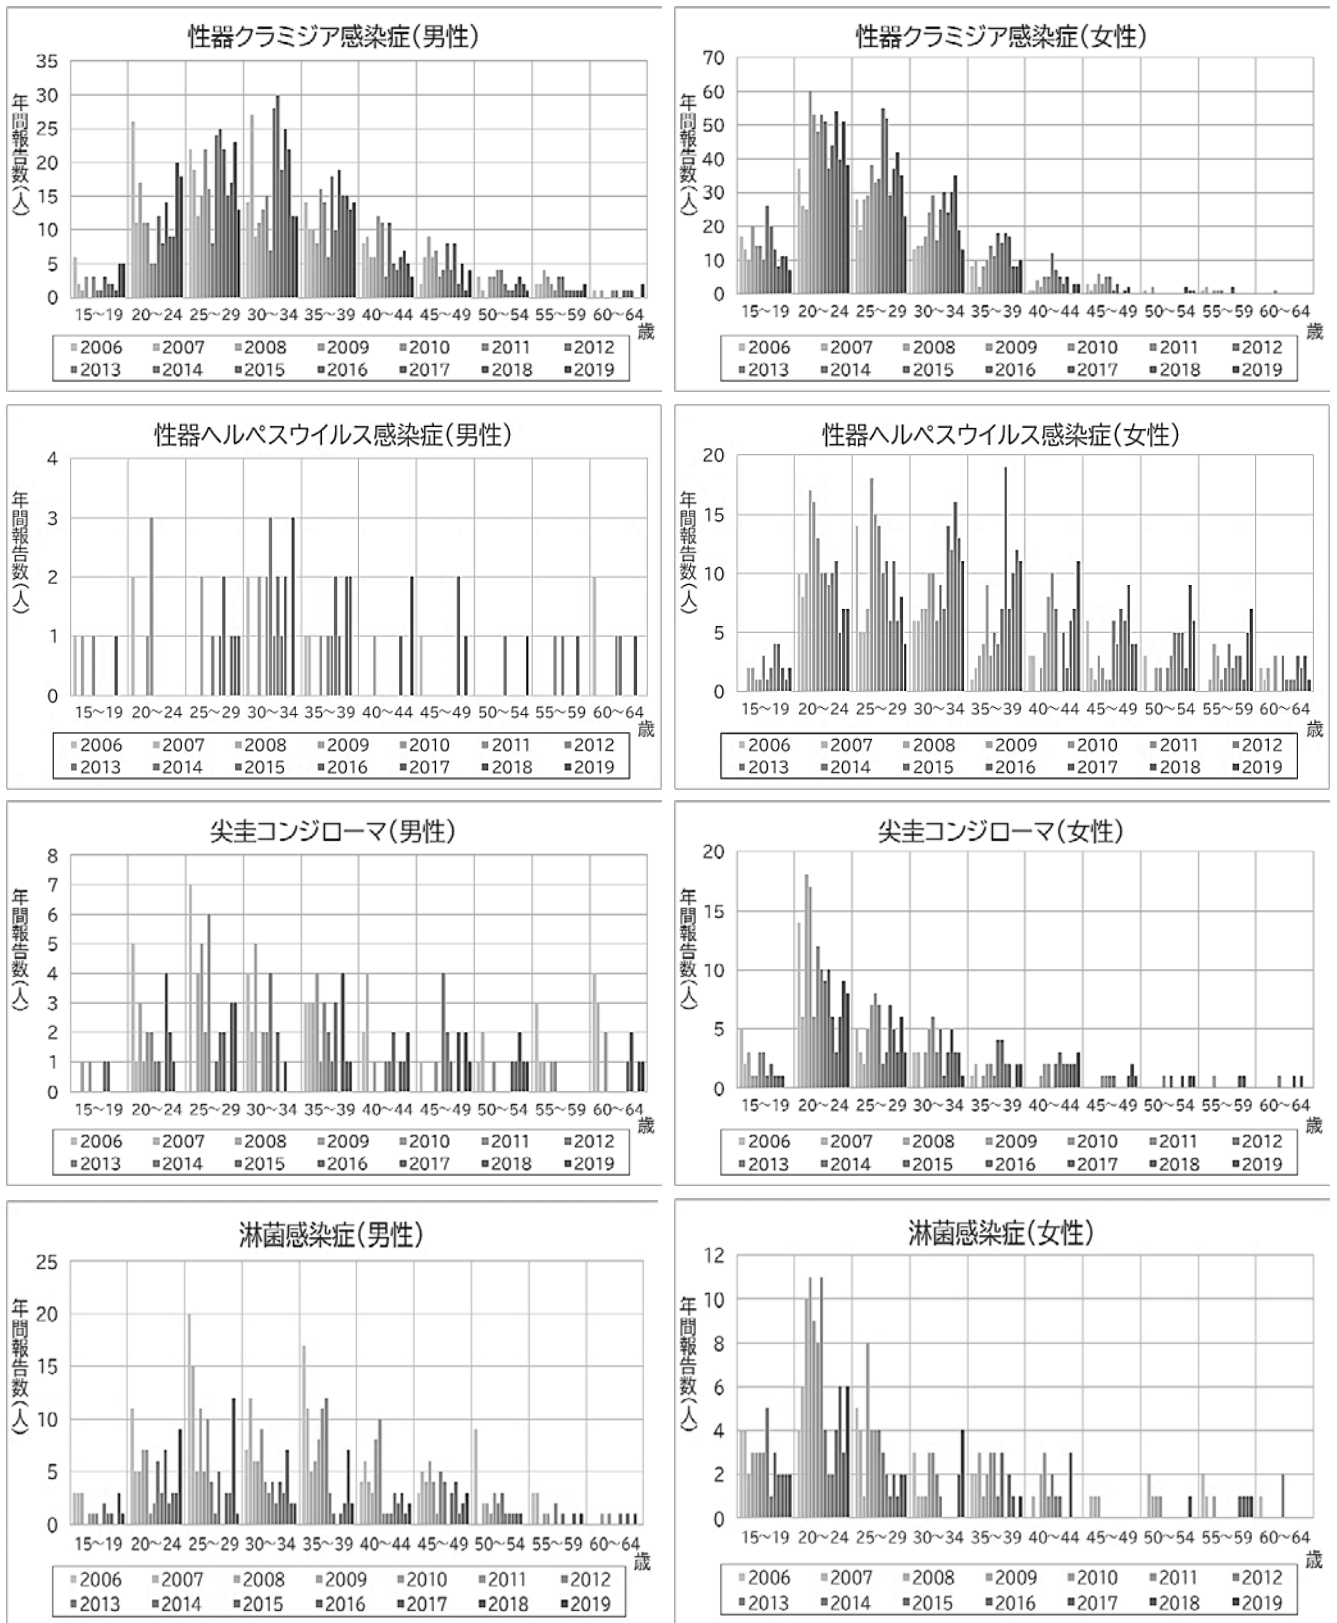 性器クラミジア感染症(男性)
年間報告数(人)
35
30
25
20
15
10
5
0
15~19 20~24 25~29 30~34 35~39 40~44 45~49 50~54 55~59 60~64
歳
2006 2007 2008 2009 2010 2011 2012
2013 2014 2015 2016 2017 2018 2019
性器クラミジア感染症(女性)
年間報告数(人)
70
60
50
40
30
20
10
0
15~19 20~24 25~29 30~34 35~39 40~44 45~49 50~54 55~59 60~64
歳
2006 2007 2008 2009 2010 2011 2012
2013 2014 2015 2016 2017 2018 2019
性器ヘルペスウイルス感染症(男性)
年間報告数(人)
4
3
2
1
0
15~19 20~24 25~29 30~34 35~39 40~44 45~49 50~54 55~59 60~64
歳
2006 2007 2008 2009 2010 2011 2012
2013 2014 2015 2016 2017 2018 2019
性器ヘルペスウイルス感染症(女性)
年間報告数(人)
20
15
10
5
0
15~19 20~24 25~29 30~34 35~39 40~44 45~49 50~54 55~59 60~64
歳
2006 2007 2008 2009 2010 2011 2012
2013 2014 2015 2016 2017 2018 2019
尖圭コンジローマ(男性)
年間報告数(人)
8
7
6
5
4
3
2
1
0
15~19 20~24 25~29 30~34 35~39 40~44 45~49 50~54 55~59 60~64
歳
2006 2007 2008 2009 2010 2011 2012
2013 2014 2015 2016 2017 2018 2019
尖圭コンジローマ(女性)
年間報告数(人)
20
15
10
5
0
15~19 20~24 25~29 30~34 35~39 40~44 45~49 50~54 55~59 60~64
歳
2006 2007 2008 2009 2010 2011 2012
2013 2014 2015 2016 2017 2018 2019
淋菌感染症(男性)
年間報告数(人)
25
20
15
10
5
0
15~19 20~24 25~29 30~34 35~39 40~44 45~49 50~54 55~59 60~64
歳
2006 2007 2008 2009 2010 2011 2012
2013 2014 2015 2016 2017 2018 2019
淋菌感染症(女性)
年間報告数(人)
12
10
8
6
4
2
0
15~19 20~24 25~29 30~34 35~39 40~44 45~49 50~54 55~59 60~64
歳
2006 2007 2008 2009 2010 2011 2012
2013 2014 2015 2016 2017 2018 2019